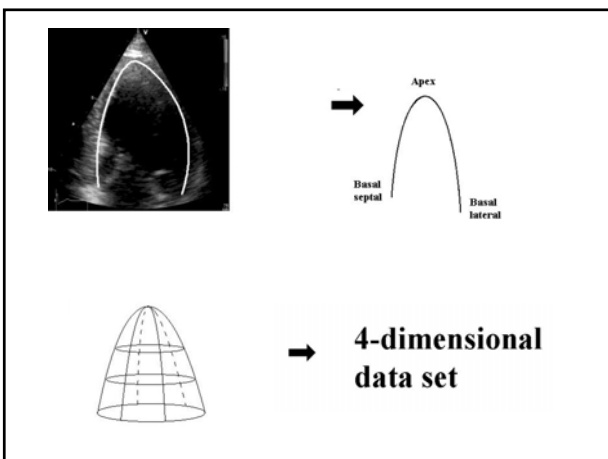 V
Apex
Basal
septal
Basal
lateral
4-dimensional
data set